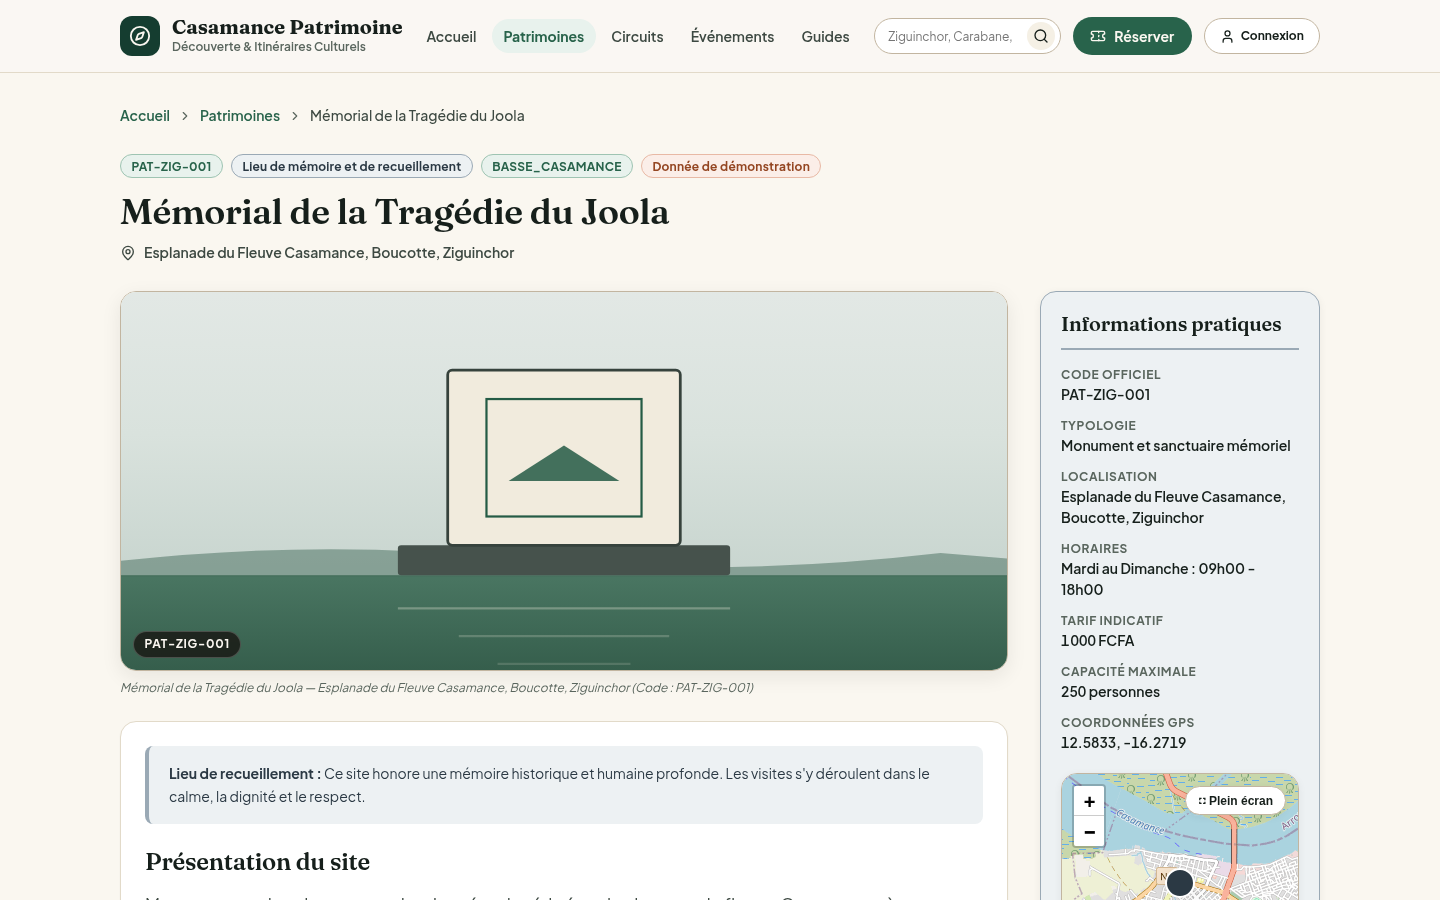 Casamance Patrimoine
Découverte & Itinéraires Culturels
Accueil
Patrimoines
Circuits
Événements
Guides
Ziguinchor, Carabane,
Réserver
Connexion
Accueil > Patrimoines > Mémorial de la Tragédie du Joola
PAT-ZIG-001
Lieu de mémoire et de recueillement
BASSE_CASAMANCE
Donnée de démonstration
Mémorial de la Tragédie du Joola
Esplanade du Fleuve Casamance, Boucotte, Ziguinchor
PAT-ZIG-001
Mémorial de la Tragédie du Joola — Esplanade du Fleuve Casamance, Boucotte, Ziguinchor (Code : PAT-ZIG-001)
Lieu de recueillement : Ce site honore une mémoire historique et humaine profonde. Les visites s'y déroulent dans le
calme, la dignité et le respect.
Présentation du site
Informations pratiques
CODE OFFICIEL
PAT-ZIG-001
TYPOLOGIE
Monument et sanctuaire mémoriel
LOCALISATION
Esplanade du Fleuve Casamance,
Boucotte, Ziguinchor
HORAIRES
Mardi au Dimanche : 09h00 -
18h00
TARIF INDICATIF
1000 FCFA
CAPACITÉ MAXIMALE
250 personnes
COORDONNÉES GPS
12.5833, -16.2719
+
−
Plein écran
Casamance